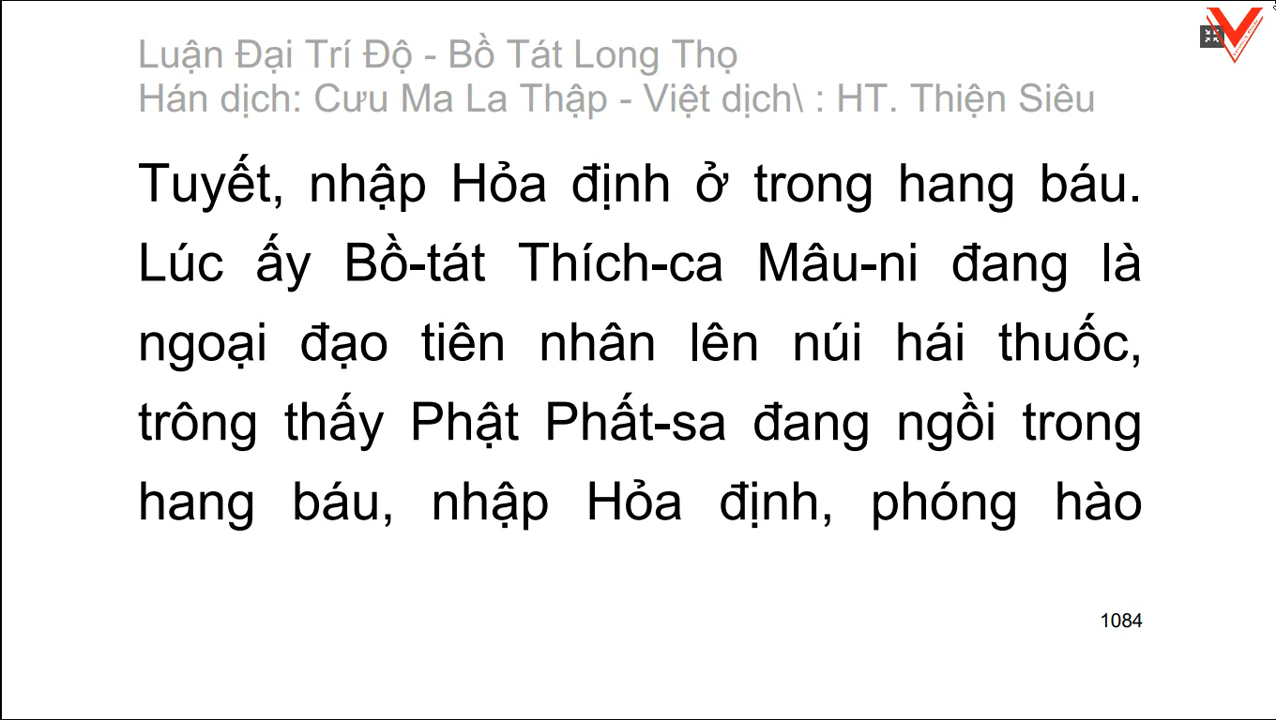 Luận Đại Trí Độ - Bồ Tát Long Thọ
Hán dịch: Cưu Ma La Thập - Việt dịch\ : HT. Thiện Siêu
Tuyết, nhập Hỏa định ở trong hang báu.
Lúc ấy Bồ-tát Thích-ca Mâu-ni đang là
ngoại đạo tiên nhân lên núi hái thuốc,
trông thấy Phật Phất-sa đang ngồi trong
hang báu, nhập Hỏa định, phóng hào
1084